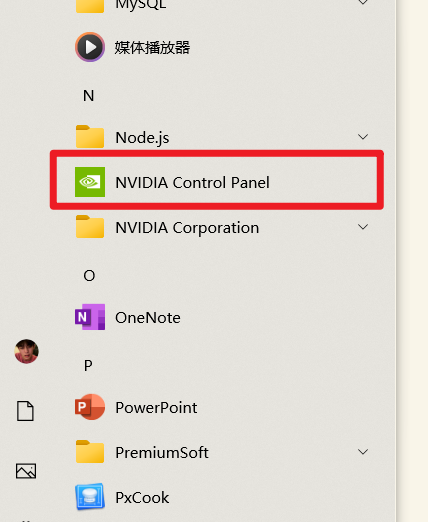 MySQL
媒体播放器
N
Node.js
NVIDIA Control Panel
NVIDIA Corporation
O
OneNote
P
PowerPoint
PremiumSoft
PxCook